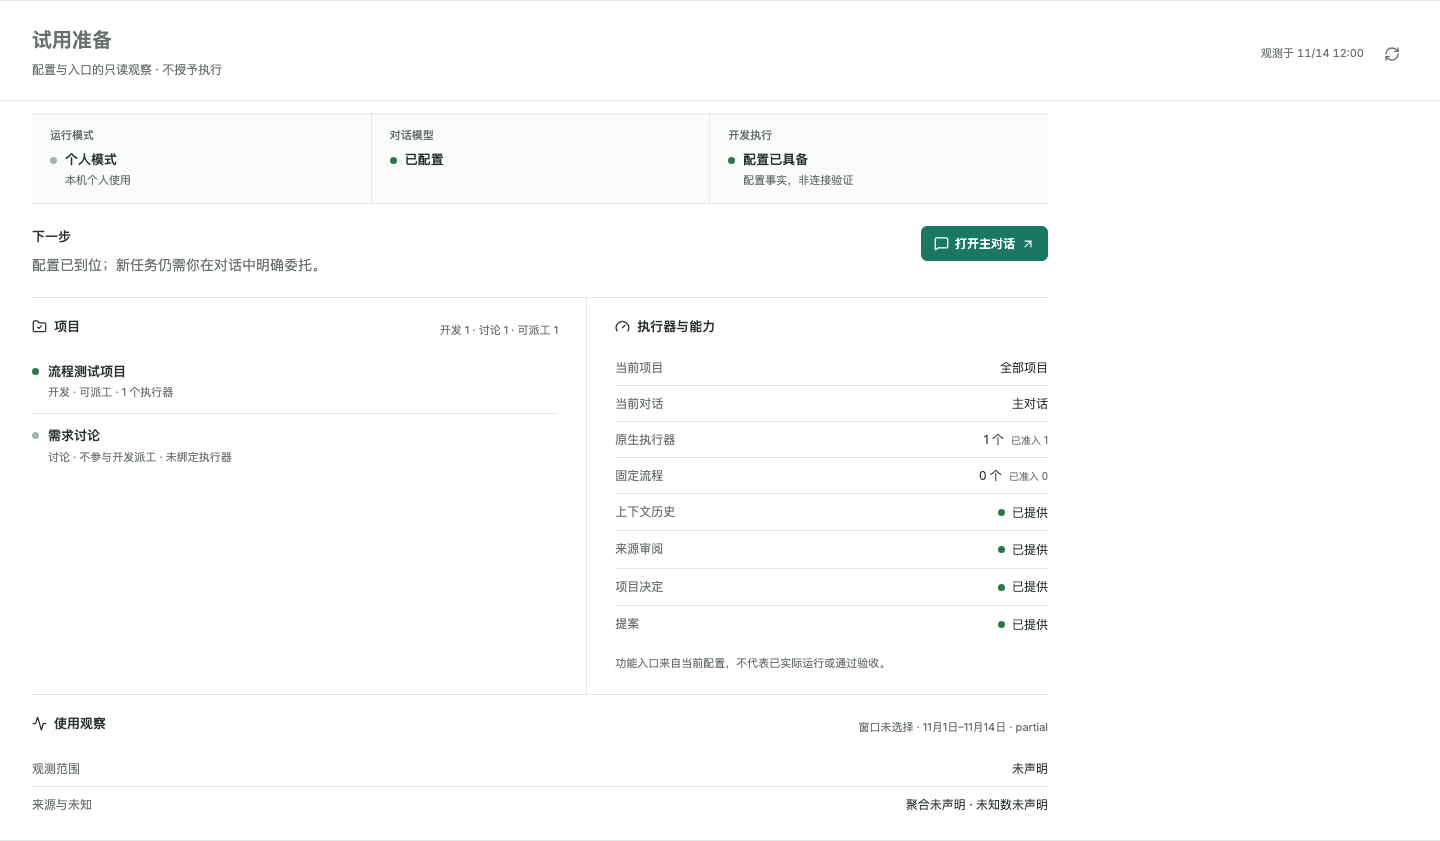 试用准备
配置与入口的只读观察 · 不授予执行
观测于 11/14 12:00
运行模式
个人模式
本机个人使用
对话模型
已配置
开发执行
配置已具备
配置事实，非连接验证
下一步
配置已到位；新任务仍需你在对话中明确委托。
打开主对话
项目
开发 1 · 讨论 1 · 可派工 1
流程测试项目
开发 · 可派工 · 1 个执行器
需求讨论
讨论 · 不参与开发派工 · 未绑定执行器
执行器与能力
当前项目 全部项目
当前对话 主对话
原生执行器 1 个 已准入 1
固定流程 0 个 已准入 0
上下文历史 已提供
来源审阅 已提供
项目决定 已提供
提案 已提供
功能入口来自当前配置，不代表已实际运行或通过验收。
使用观察
窗口未选择 · 11月1日–11月14日 · partial
观测范围 未声明
来源与未知 聚合未声明 · 未知数未声明